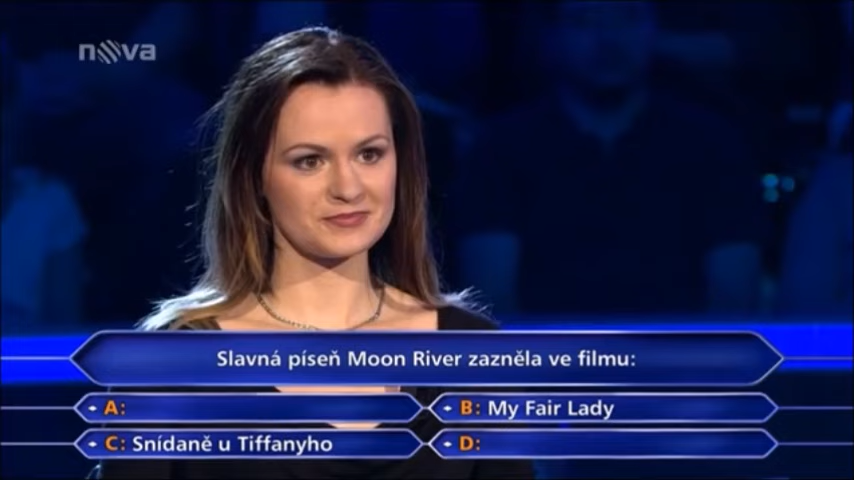 nova
Slavná píseň Moon River zazněla ve filmu:
A:
B: My Fair Lady
C: Snídaně u Tiffanyho
D: